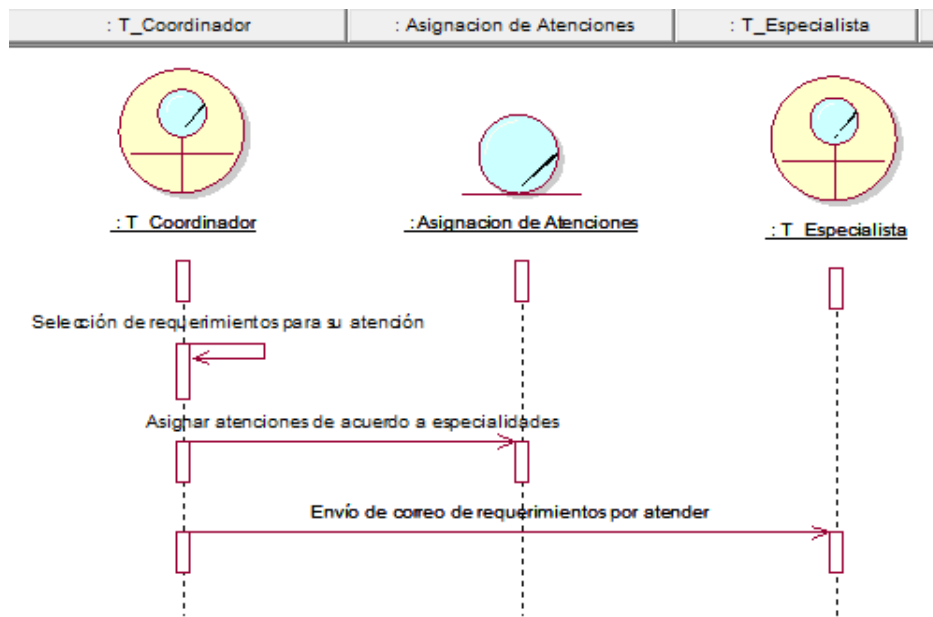 : T_Coordinador
: Asignacion de Atenciones
: T_Especialista
: T_Coordinador
: Asignacion de Atenciones
: T_Especialista
Selección de requerimientos para su atención
Asignar atenciones de acuerdo a especialidades
Envío de correo de requerimientos por atender